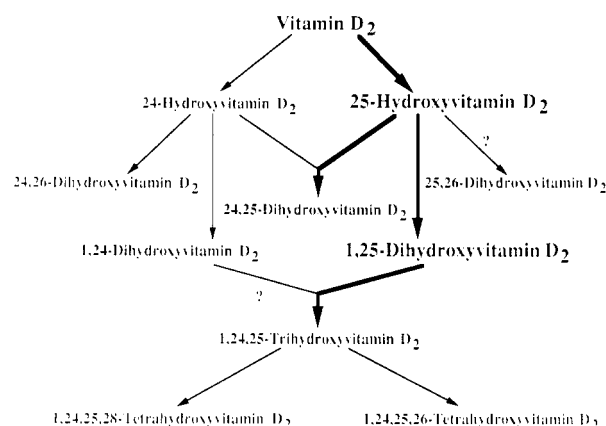 Vitamin D2
24-Hydroxyvitamin D2
25-Hydroxyvitamin D2
?
24,26-Dihydroxyvitamin D2
24,25-Dihydroxyvitamin D2
25,26-Dihydroxyvitamin D2
1,24-Dihydroxyvitamin D2
1,25-Dihydroxyvitamin D2
?
1,24,25-Trihydroxyvitamin D2
1,24,25,28-Tetrahydroxyvitamin D2
1,24,25,26-Tetrahydroxyvitamin D2